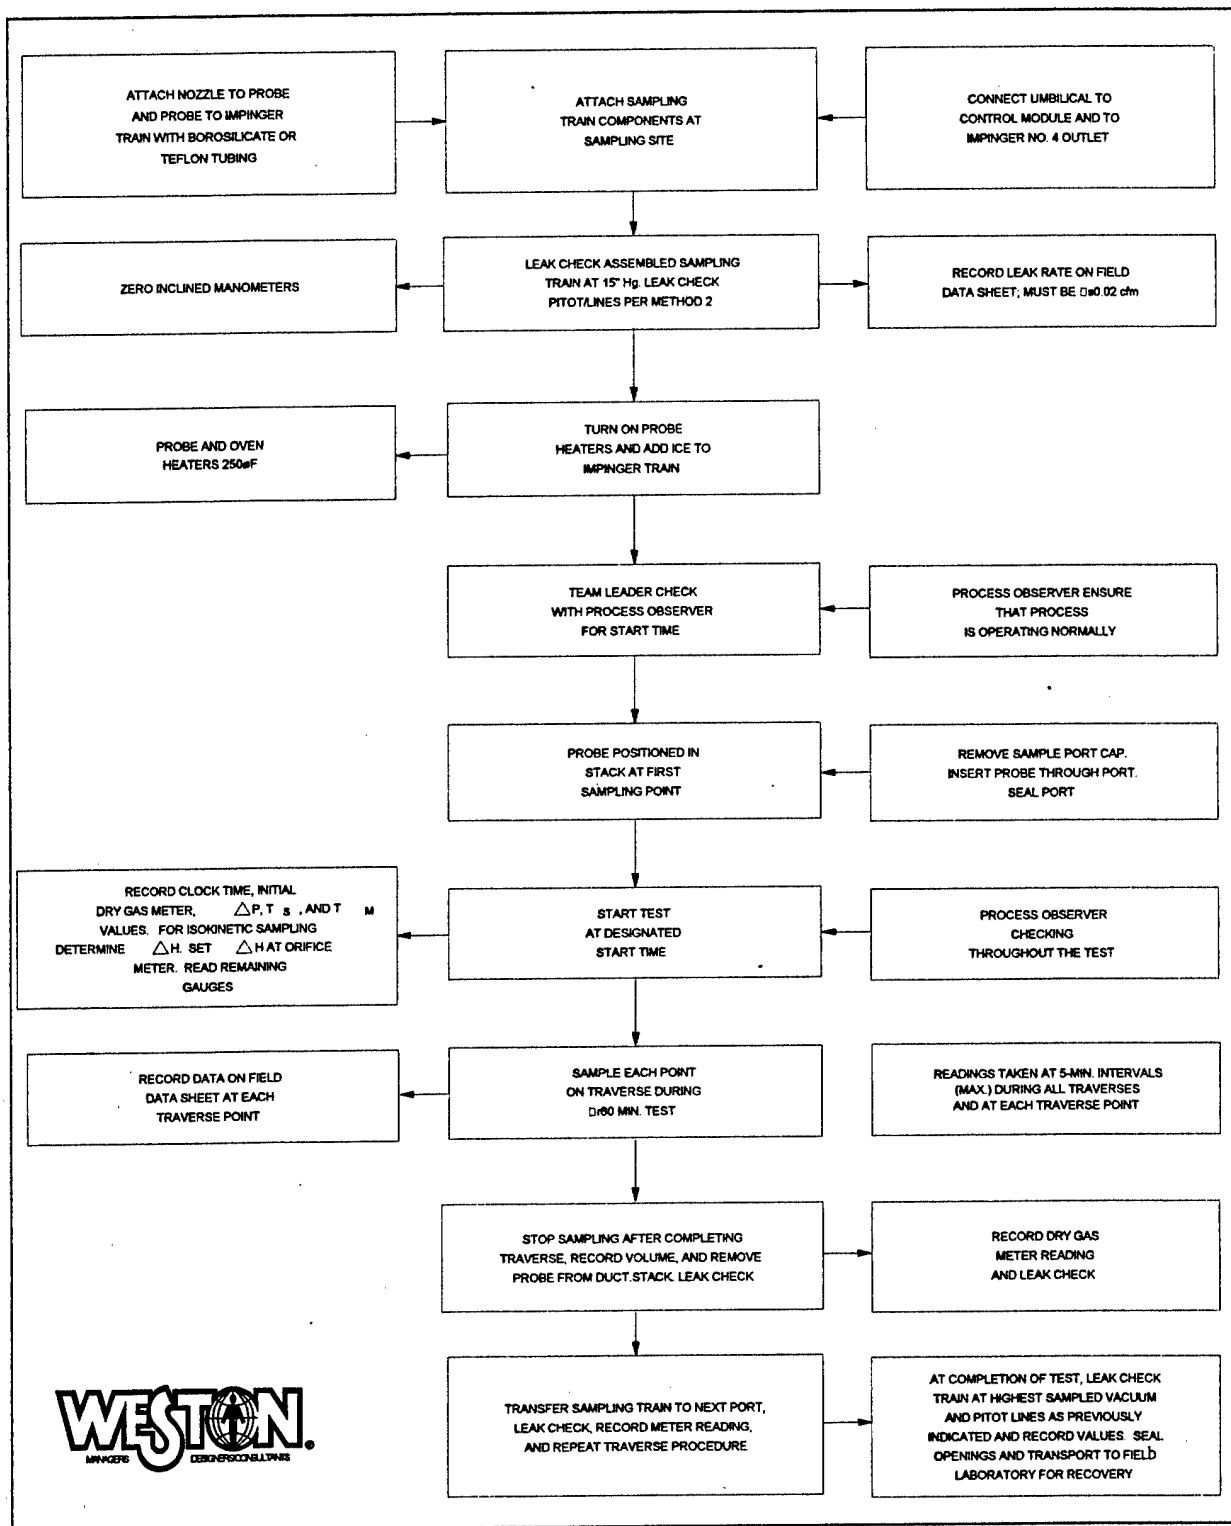 ATTACH NOZZLE TO PROBE
AND PROBE TO IMPINGER
TRAIN WITH BOROSILICATE OR
TEFLON TUBING
ATTACH SAMPLING
TRAIN COMPONENTS AT
SAMPLING SITE
CONNECT UMBILICAL TO
CONTROL MODULE AND TO
IMPINGER NO. 4 OUTLET
ZERO INCLINED MANOMETERS
LEAK CHECK ASSEMBLED SAMPLING
TRAIN AT 15" Hg. LEAK CHECK
PITOT/LINES PER METHOD 2
RECORD LEAK RATE ON FIELD
DATA SHEET; MUST BE □s0.02 cfm
PROBE AND OVEN
HEATERS 250øF
TURN ON PROBE
HEATERS AND ADD ICE TO
IMPINGER TRAIN
TEAM LEADER CHECK
WITH PROCESS OBSERVER
FOR START TIME
PROCESS OBSERVER ENSURE
THAT PROCESS
IS OPERATING NORMALLY
PROBE POSITIONED IN
STACK AT FIRST
SAMPLING POINT
REMOVE SAMPLE PORT CAP.
INSERT PROBE THROUGH PORT.
SEAL PORT
RECORD CLOCK TIME, INITIAL
DRY GAS METER, △P, T S , AND T M
VALUES. FOR ISOKINETIC SAMPLING
DETERMINE △H. SET △H AT ORIFICE
METER. READ REMAINING
GAUGES
START TEST
AT DESIGNATED
START TIME
PROCESS OBSERVER
CHECKING
THROUGHOUT THE TEST
RECORD DATA ON FIELD
DATA SHEET AT EACH
TRAVERSE POINT
SAMPLE EACH POINT
ON TRAVERSE DURING
□r60 MIN. TEST
READINGS TAKEN AT 5-MIN. INTERVALS
(MAX.) DURING ALL TRAVERSES
AND AT EACH TRAVERSE POINT
STOP SAMPLING AFTER COMPLETING
TRAVERSE, RECORD VOLUME, AND REMOVE
PROBE FROM DUCT.STACK. LEAK CHECK
RECORD DRY GAS
METER READING
AND LEAK CHECK
TRANSFER SAMPLING TRAIN TO NEXT PORT,
LEAK CHECK, RECORD METER READING,
AND REPEAT TRAVERSE PROCEDURE
AT COMPLETION OF TEST, LEAK CHECK
TRAIN AT HIGHEST SAMPLED VACUUM
AND PITOT LINES AS PREVIOUSLY
INDICATED AND RECORD VALUES. SEAL
OPENINGS AND TRANSPORT TO FIELD
LABORATORY FOR RECOVERY
WESTON®
MANAGERS DESIGNERS/CONSULTANTS